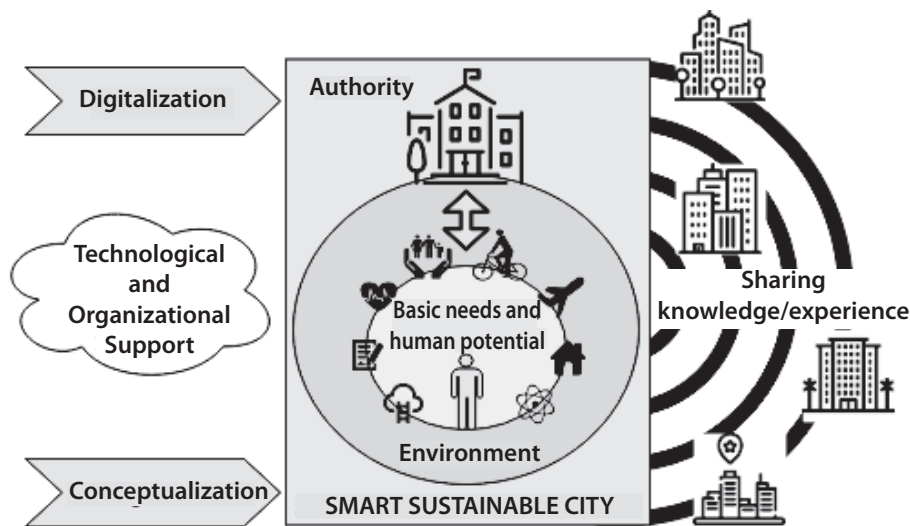 Digitalization
Technological
and
Organizational
Support
Conceptualization
Authority
Basic needs and
human potential
Environment
SMART SUSTAINABLE CITY
Sharing
knowledge/experience